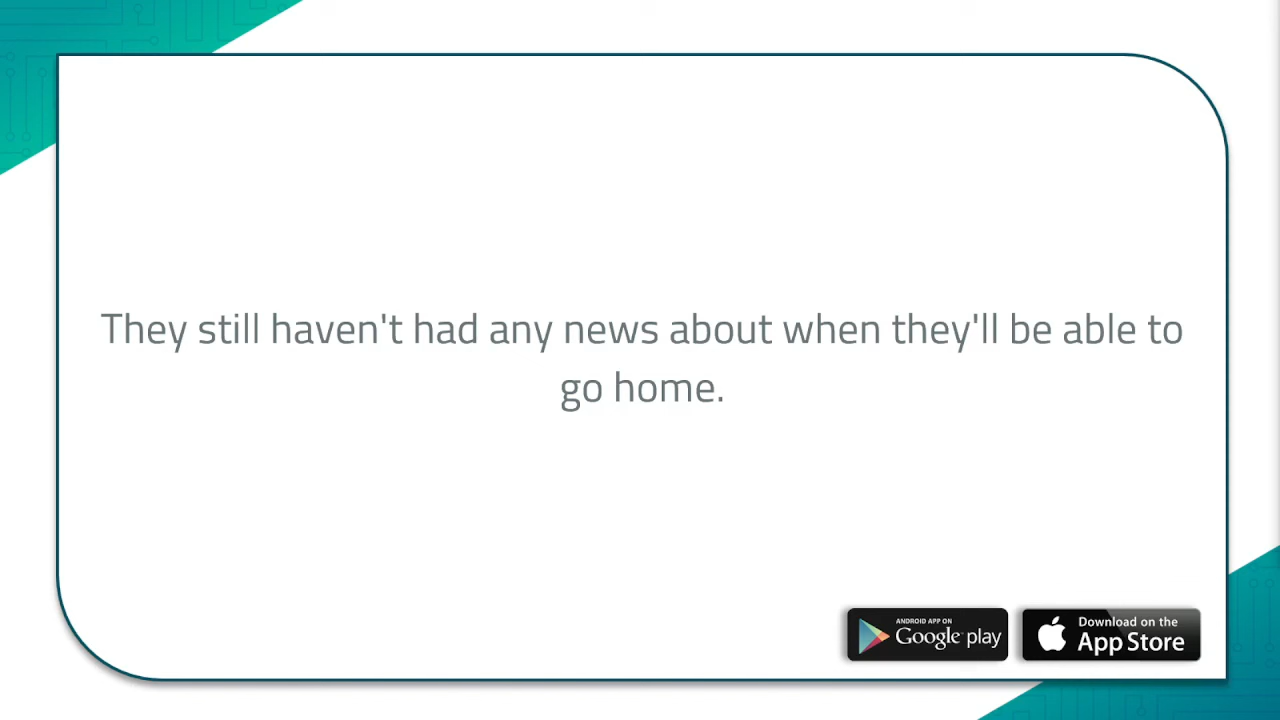 They still haven't had any news about when they'll be able to
go home.
ANDROID APP ON
Google play
Download on the
App Store